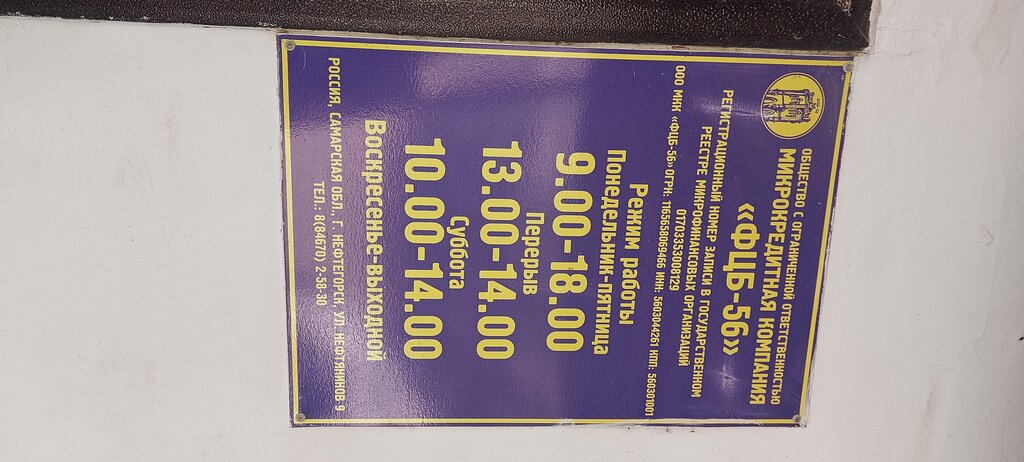 ОБЩЕСТВО С ОГРАНИЧЕННОЙ ОТВЕТСТВЕННОСТЬЮ
МИКРОКРЕДИТНАЯ КОМПАНИЯ
«ФЦБ-56»
РЕГИСТРАЦИОННЫЙ НОМЕР ЗАПИСИ В ГОСУДАРСТВЕННОМ
РЕЕСТРЕ МИКРОФИНАНСОВЫХ ОРГАНИЗАЦИЙ
01703353008129
ООО МКК «ФЦБ-56» ОГРН: 1165658069466 ИНН: 5603044261 КПП: 560301001
Режим работы
Понедельник-пятница
9.00-18.00
Перерыв
13.00-14.00
Суббота
10.00-14.00
Воскресенье-выходной
РОССИЯ, САМАРСКАЯ ОБЛ., Г. НЕФТЕГОРСК, УЛ. НЕФТЯНИКОВ 9
ТЕЛ.: 8(84670) 2-38-30